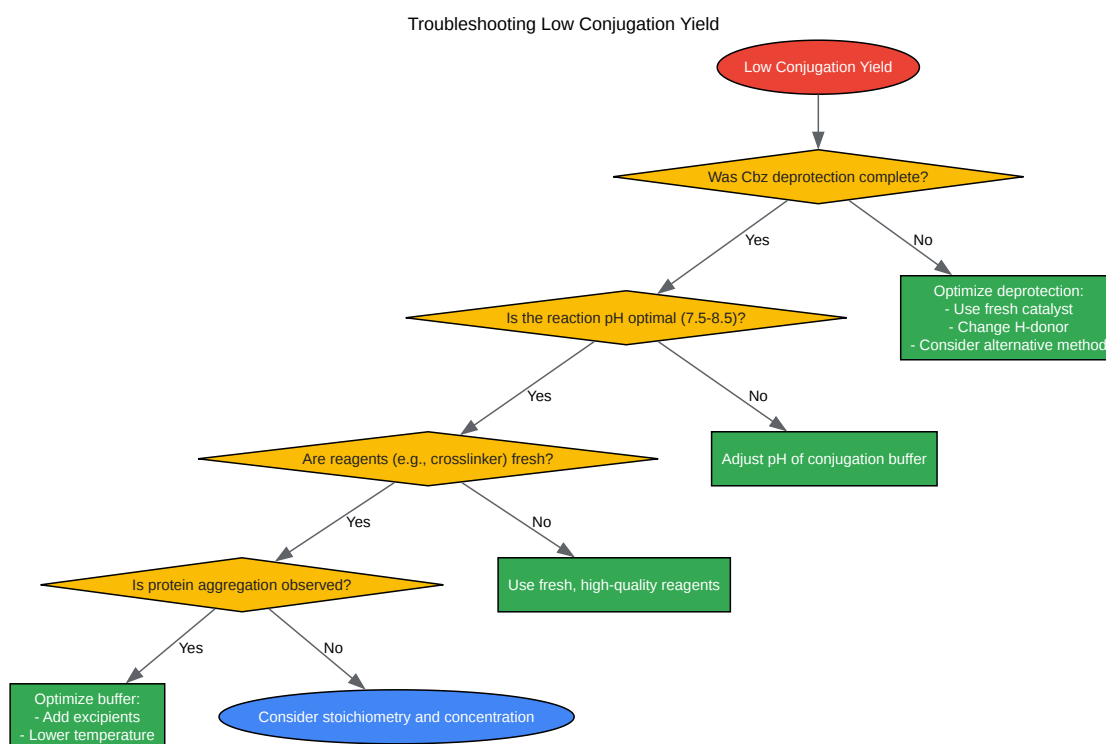 Troubleshooting Low Conjugation Yield
Low Conjugation Yield
Was Cbz deprotection complete?
Yes
No
Optimize deprotection:
- Use fresh catalyst
- Change H-donor
- Consider alternative method
Is the reaction pH optimal (7.5-8.5)?
Yes
No
Adjust pH of conjugation buffer
Are reagents (e.g., crosslinker) fresh?
Yes
No
Use fresh, high-quality reagents
Is protein aggregation observed?
Yes
No
Optimize buffer:
- Add excipients
- Lower temperature
Consider stoichiometry and concentration